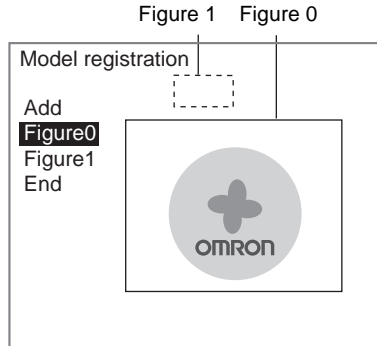 Figure 1 Figure 0
Model registration
Add
Figure0
Figure1
End
OMRON